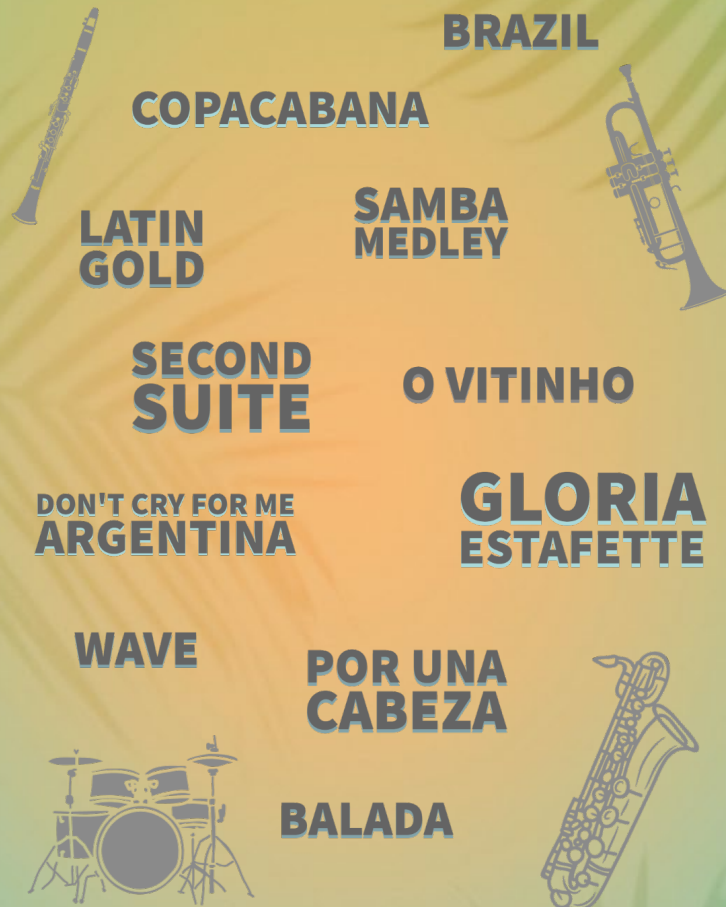 BRAZIL
COPACABANA
SAMBA
MEDLEY
LATIN
GOLD
SECOND
SUITE
O VITINHO
DON'T CRY FOR ME
ARGENTINA
GLORIA
ESTAFETTE
WAVE
POR UNA
CABEZA
BALADA